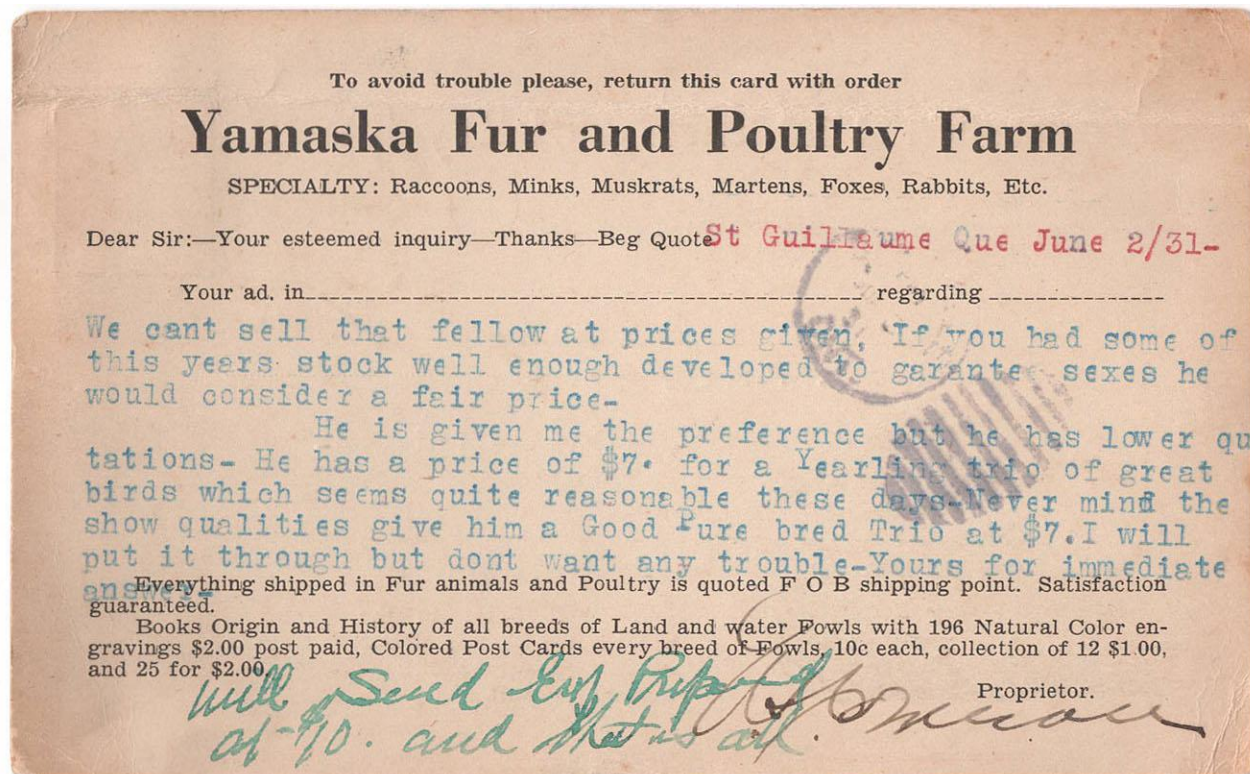 To avoid trouble please, return this card with order
Yamaska Fur and Poultry Farm
SPECIALTY: Raccoons, Minks, Muskrats, Martens, Foxes, Rabbits, Etc.
Dear Sir:—Your esteemed inquiry—Thanks—Beg Quote St Guillaume Que June 2/31-
Your ad. in regarding
We cant sell that fellow at prices given, If you had some of
this years stock well enough developed to garantee sexes he
would consider a fair price-
He is given me the preference but he has lower qu
tations- He has a price of $7. for a Yearling trio of great
birds which seems quite reasonable these days-Never mind the
show qualities give him a Good Pure bred Trio at $7.I will
put it through but dont want any trouble-Yours for immediate
answer-
Everything shipped in Fur animals and Poultry is quoted F O B shipping point. Satisfaction
guaranteed.
Books Origin and History of all breeds of Land and water Fowls with 196 Natural Color en-
gravings $2.00 post paid, Colored Post Cards every breed of Fowls, 10c each, collection of 12 $1.00,
and 25 for $2.00.
Proprietor.
will Send
and that is all.